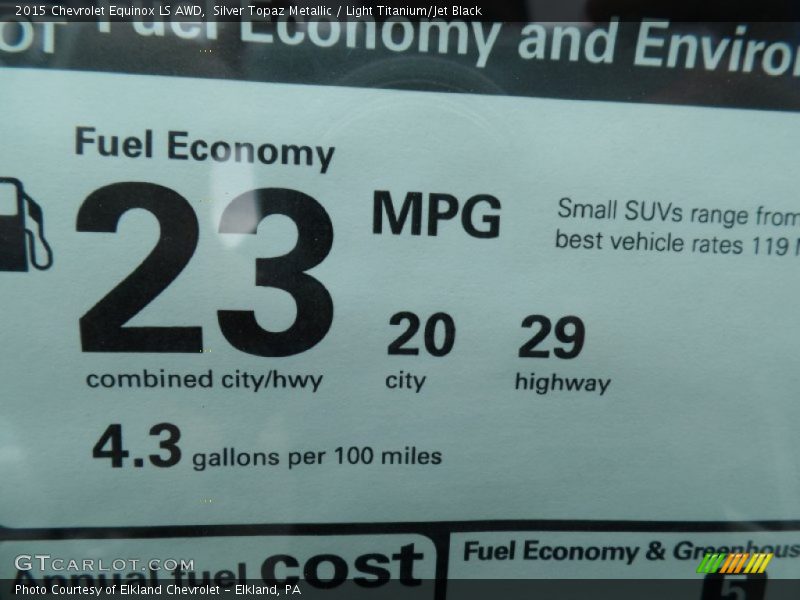 2015 Chevrolet Equinox LS AWD, Silver Topaz Metallic / Light Titanium/Jet Black
Fuel Economy and Enviro
Fuel Economy
23
MPG
combined city/hwy
20
city
29
highway
Small SUVs range from
best vehicle rates 119 M
4.3 gallons per 100 miles
Annual fuel cost
Fuel Economy & Greenhous
5
GTCARLOT.COM
Photo Courtesy of Elkland Chevrolet - Elkland, PA